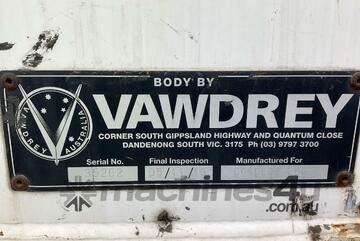 BODY BY
VAWDREY
VAWDREY AUSTRALIA
CORNER SOUTH GIPPSLAND HIGHWAY AND QUANTUM CLOSE
DANDENONG SOUTH VIC. 3175 Ph (03) 9797 3700
Serial No. Final Inspection Manufactured For
machines4u
.com.au